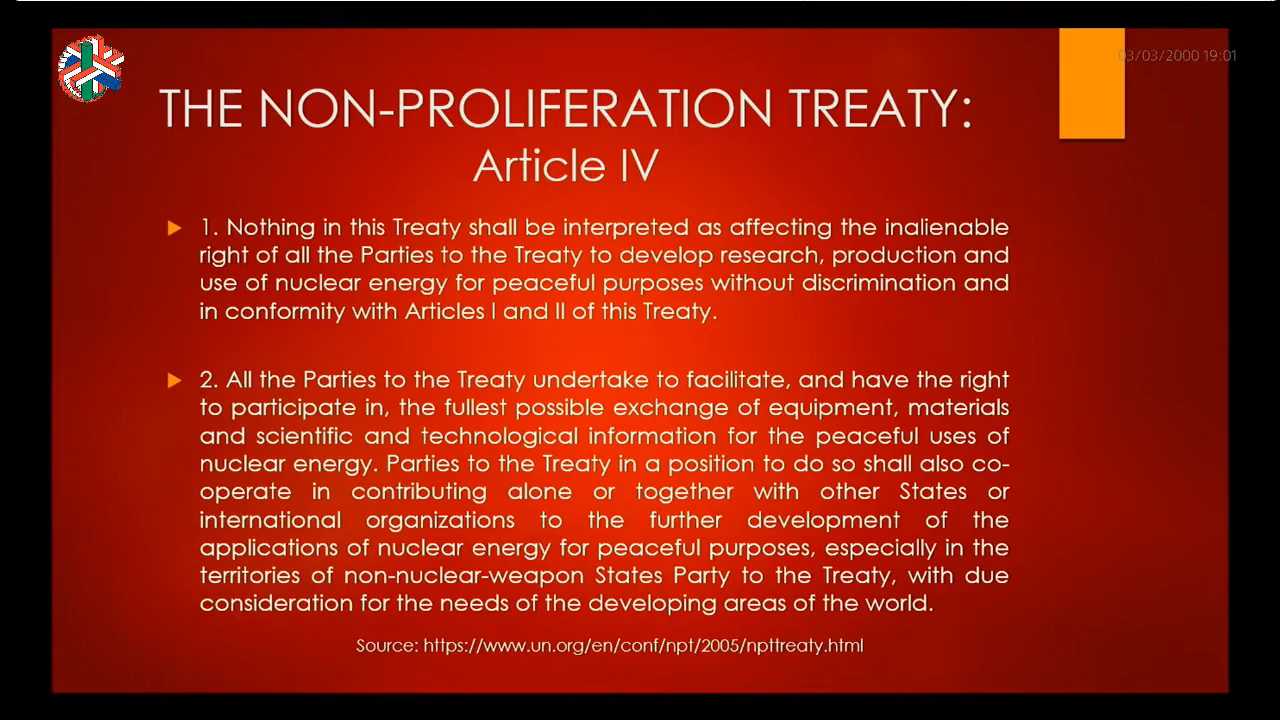 03/03/2000 19:01
THE NON-PROLIFERATION TREATY:
Article IV
1. Nothing in this Treaty shall be interpreted as affecting the inalienable
right of all the Parties to the Treaty to develop research, production and
use of nuclear energy for peaceful purposes without discrimination and
in conformity with Articles I and II of this Treaty.
2. All the Parties to the Treaty undertake to facilitate, and have the right
to participate in, the fullest possible exchange of equipment, materials
and scientific and technological information for the peaceful uses of
nuclear energy. Parties to the Treaty in a position to do so shall also co-
operate in contributing alone or together with other States or
international organizations to the further development of the
applications of nuclear energy for peaceful purposes, especially in the
territories of non-nuclear-weapon States Party to the Treaty, with due
consideration for the needs of the developing areas of the world.
Source: https://www.un.org/en/conf/npt/2005/npttreaty.html